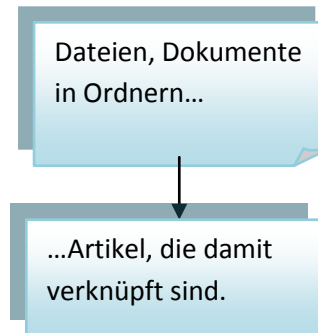 Dateien, Dokumente
in Ordnern…
…Artikel, die damit
verknüpft sind.